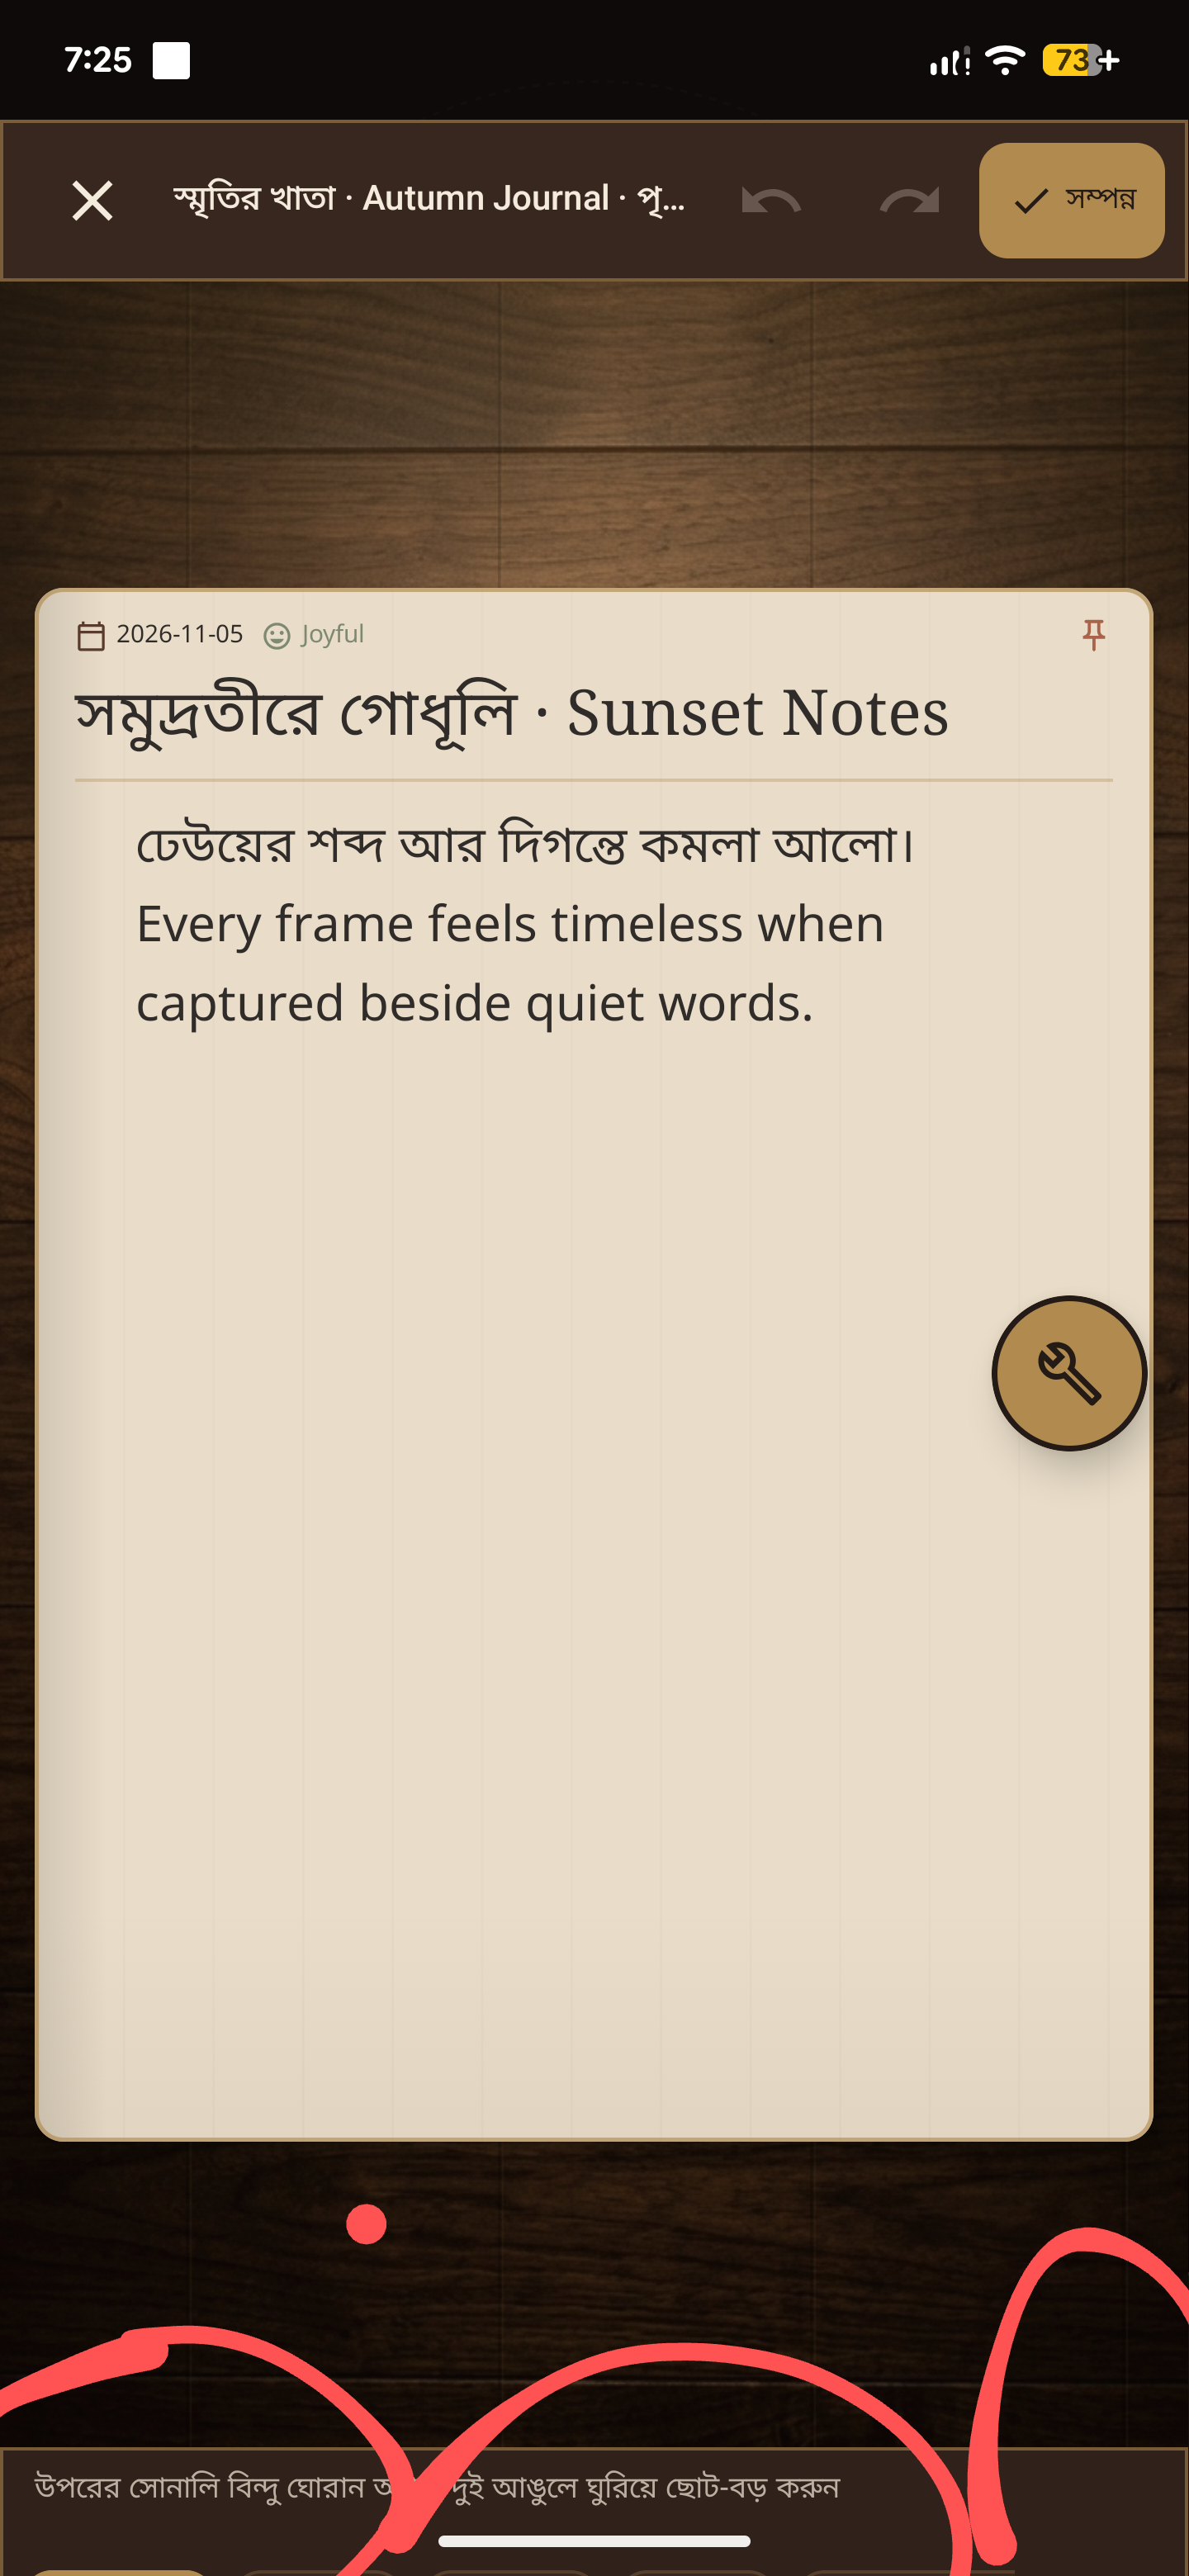 7:25
73
স্মৃতির খাতা · Autumn Journal · পৃ...
সম্পন্ন
2026-11-05 Joyful
সমুদ্রতীরে গোধূলি · Sunset Notes
ঢেউয়ের শব্দ আর দিগন্তে কমলা আলো।
Every frame feels timeless when
captured beside quiet words.
উপরের সোনালি বিন্দু ঘোরান দুই আঙুলে ঘুরিয়ে ছোট-বড় করুন